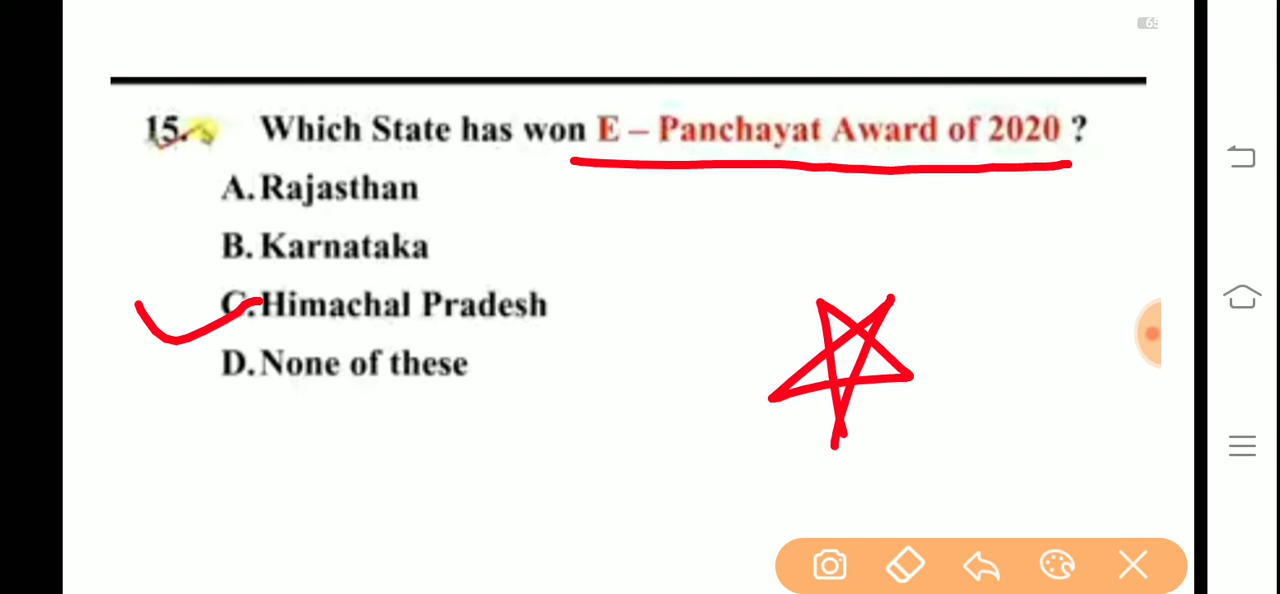 15. Which State has won E – Panchayat Award of 2020 ?
A. Rajasthan
B. Karnataka
C. Himachal Pradesh
D. None of these